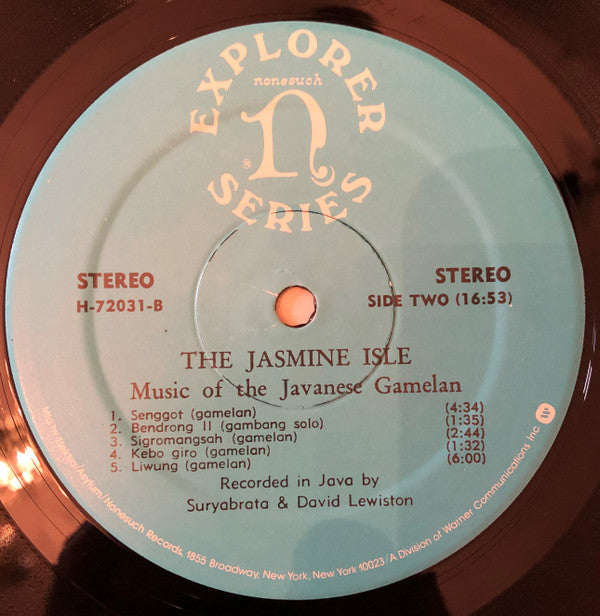 EXPLORER
nonesuch
n
®
SERIES
STEREO
H-72031-B
STEREO
SIDE TWO (16:53)
THE JASMINE ISLE
Music of the Javanese Gamelan
1. Senggot (gamelan) (4:34)
2. Bendrong II (gambang solo) (1:35)
3. Sigromangsah (gamelan) (2:44)
4. Kebo giro (gamelan) (1:32)
5. Liwung (gamelan) (6:00)
Recorded in Java by
Suryabrata & David Lewiston
Elektra/Asylum/Nonesuch Records, 1855 Broadway, New York, New York 10023/A Division of Warner Communications Inc.